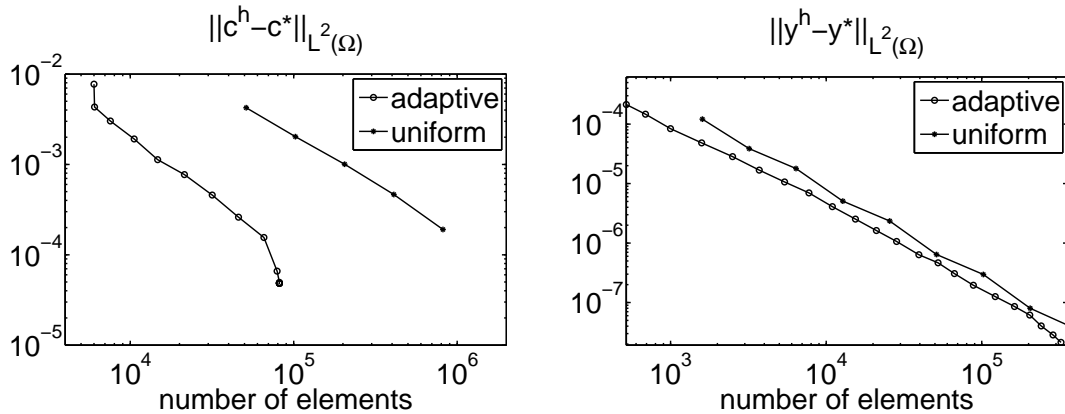 ||c^h−c*||_L²(Ω)
10^−2
10^−3
10^−4
10^−5
10^4
10^5
10^6
number of elements
adaptive
uniform
||y^h−y*||_L²(Ω)
10^−4
10^−5
10^−6
10^−7
10^3
10^4
10^5
number of elements
adaptive
uniform